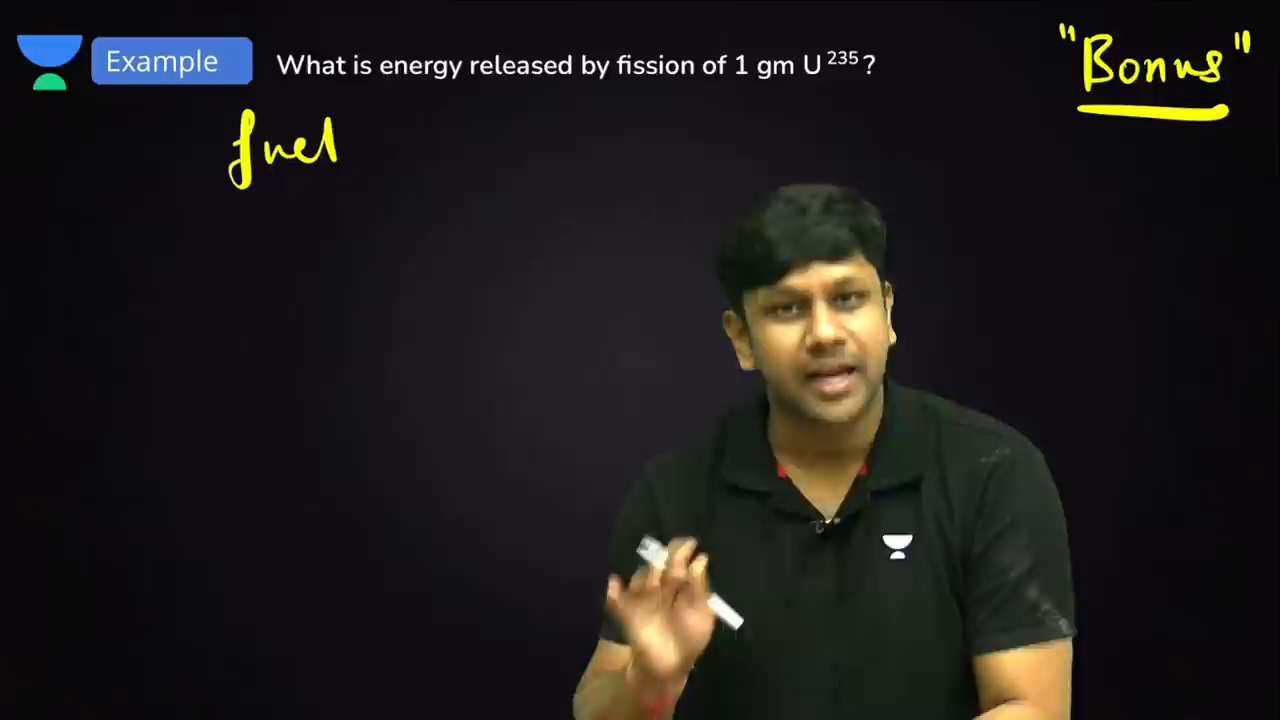 Example What is energy released by fission of 1 gm U²³⁵?
"Bonus"
fuel